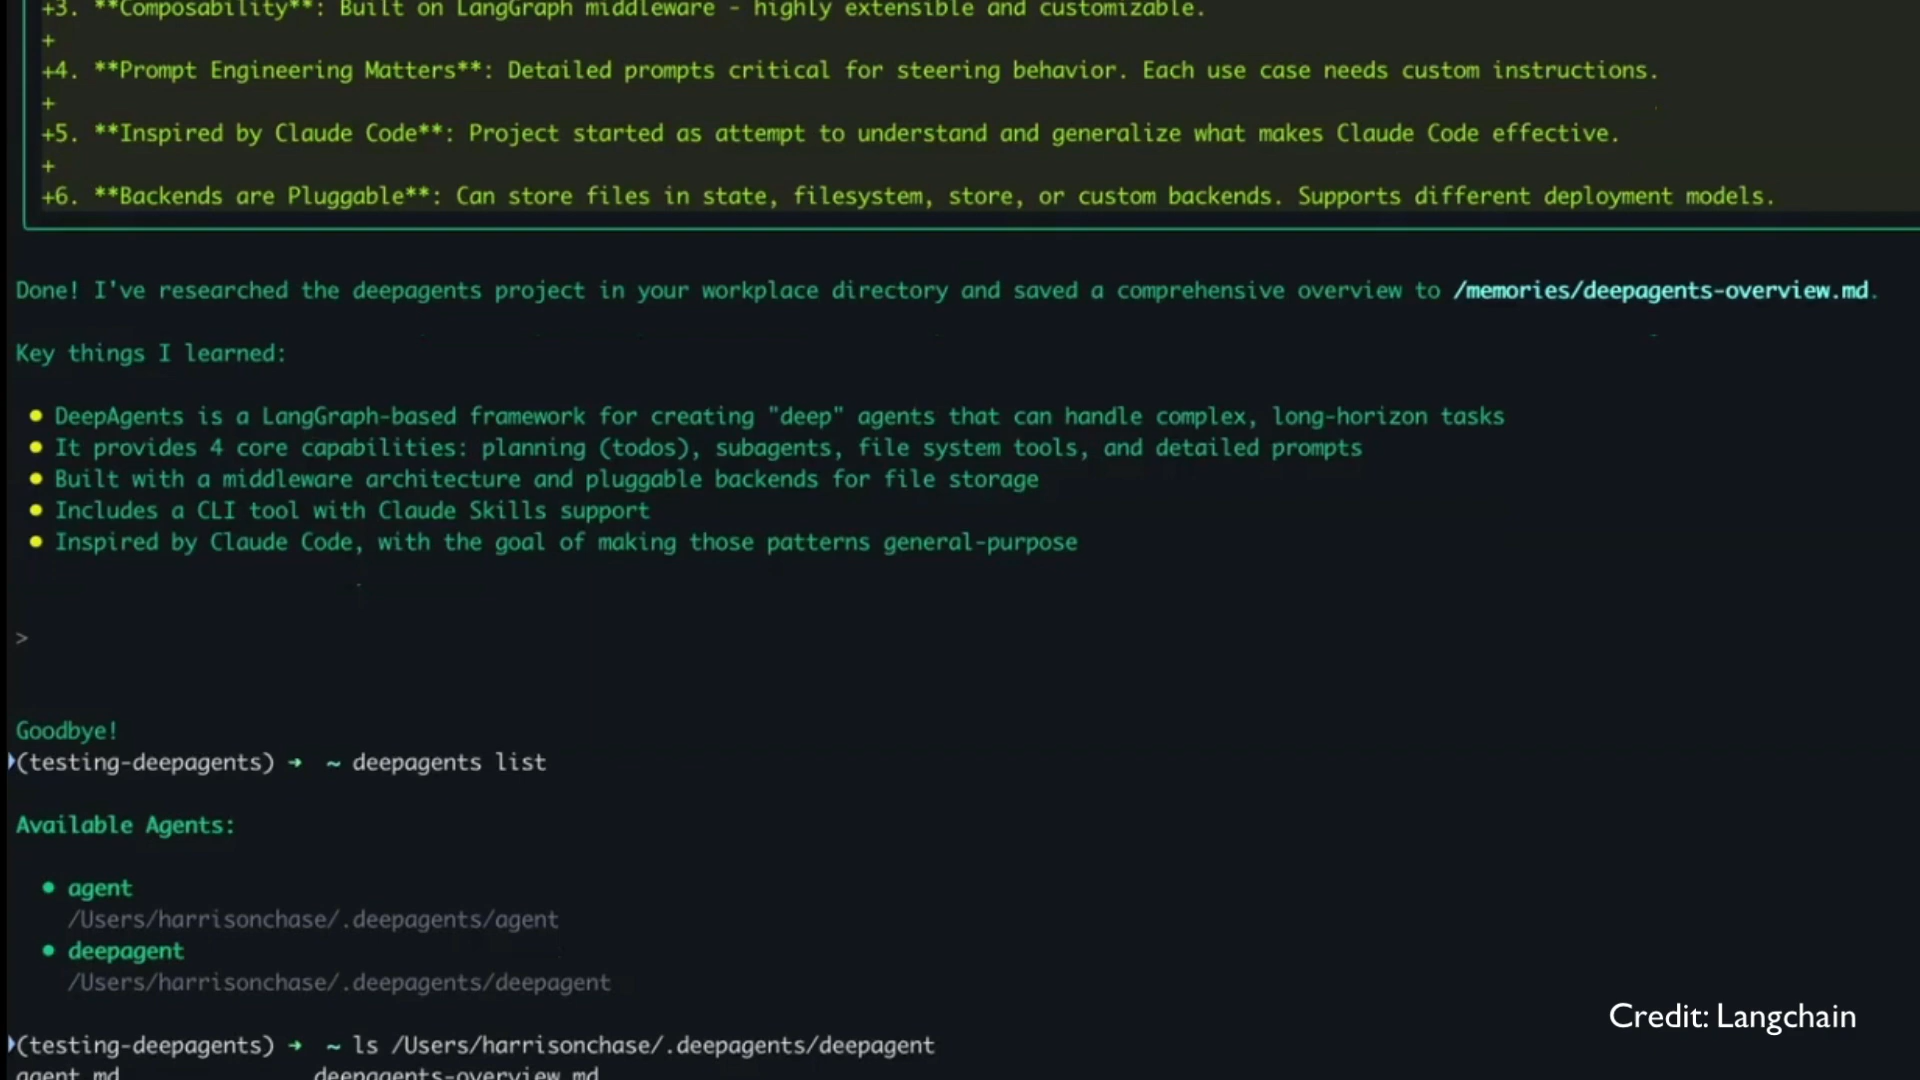 +3. **Composability**: Built on LangGraph middleware - highly extensible and customizable.
+
+4. **Prompt Engineering Matters**: Detailed prompts critical for steering behavior. Each use case needs custom instructions.
+
+5. **Inspired by Claude Code**: Project started as attempt to understand and generalize what makes Claude Code effective.
+
+6. **Backends are Pluggable**: Can store files in state, filesystem, store, or custom backends. Supports different deployment models.
Done! I've researched the deepagents project in your workplace directory and saved a comprehensive overview to /memories/deepagents-overview.md.
Key things I learned:
• DeepAgents is a LangGraph-based framework for creating "deep" agents that can handle complex, long-horizon tasks
• It provides 4 core capabilities: planning (todos), subagents, file system tools, and detailed prompts
• Built with a middleware architecture and pluggable backends for file storage
• Includes a CLI tool with Claude Skills support
• Inspired by Claude Code, with the goal of making those patterns general-purpose
>
Goodbye!
(testing-deepagents) ➜ ~ deepagents list
Available Agents:
• agent
/Users/harrisonchase/.deepagents/agent
• deepagent
/Users/harrisonchase/.deepagents/deepagent
Credit: Langchain
(testing-deepagents) ➜ ~ ls /Users/harrisonchase/.deepagents/deepagent
agent.md deepagents-overview.md